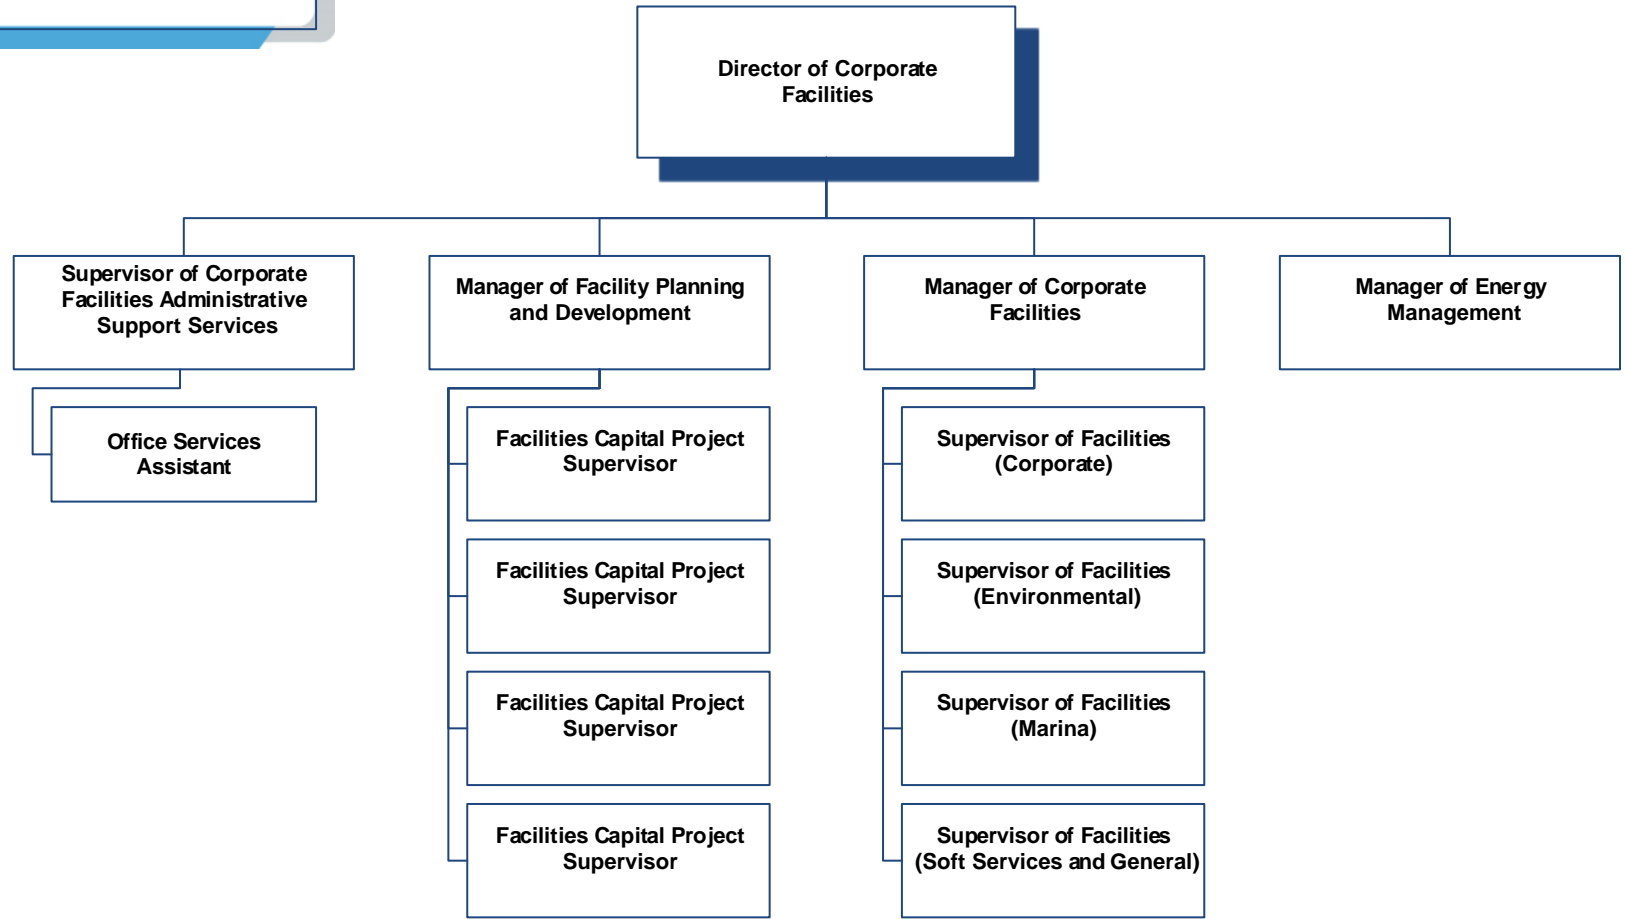 Director of Corporate
Facilities
Supervisor of Corporate
Facilities Administrative
Support Services
Manager of Facility Planning
and Development
Manager of Corporate
Facilities
Manager of Energy
Management
Office Services
Assistant
Facilities Capital Project
Supervisor
Supervisor of Facilities
(Corporate)
Facilities Capital Project
Supervisor
Supervisor of Facilities
(Environmental)
Facilities Capital Project
Supervisor
Supervisor of Facilities
(Marina)
Facilities Capital Project
Supervisor
Supervisor of Facilities
(Soft Services and General)